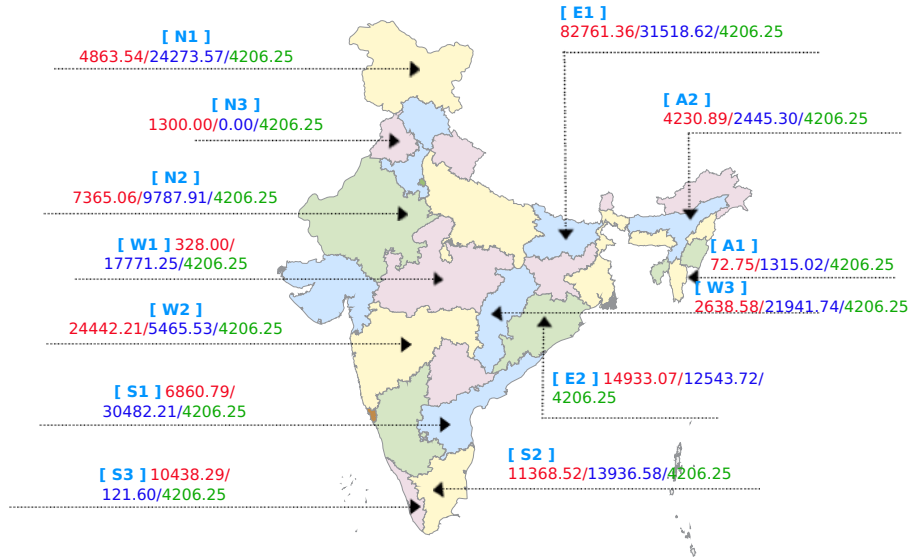 [ E1 ]
82761.36/31518.62/4206.25
[ N1 ]
4863.54/24273.57/4206.25
[ A2 ]
4230.89/2445.30/4206.25
[ N3 ]
1300.00/0.00/4206.25
[ N2 ]
7365.06/9787.91/4206.25
[ W1 ] 328.00/
17771.25/4206.25
[ A1 ]
72.75/1315.02/4206.25
[ W3 ]
2638.58/21941.74/4206.25
[ W2 ]
24442.21/5465.53/4206.25
[ E2 ] 14933.07/12543.72/
4206.25
[ S1 ] 6860.79/
30482.21/4206.25
[ S2 ]
11368.52/13936.58/4206.25
[ S3 ] 10438.29/
121.60/4206.25